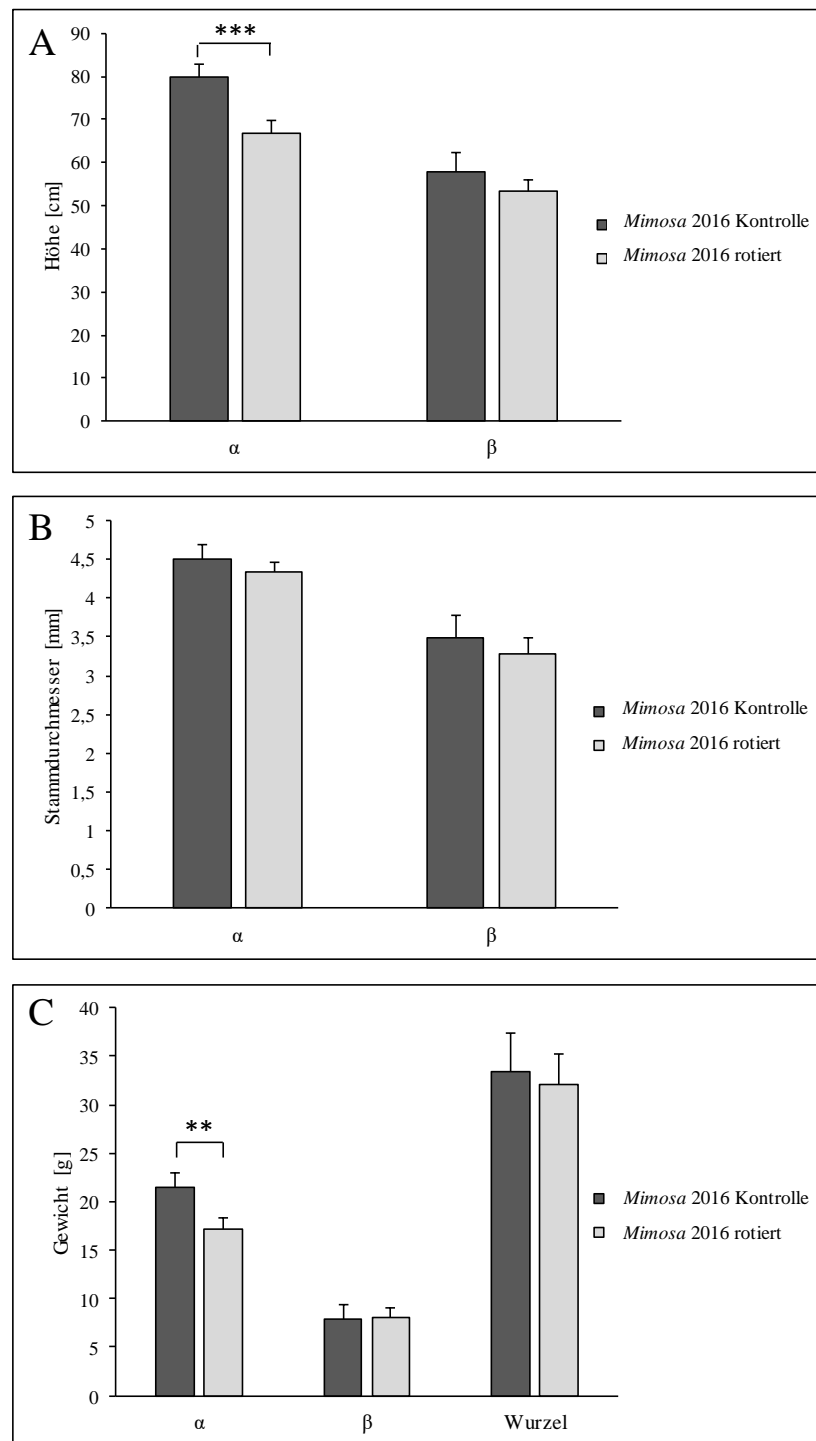 A
***
90
80
70
60
50
40
30
20
10
0
Höhe [cm]
α β
Mimosa 2016 Kontrolle
Mimosa 2016 rotiert
B
5
4,5
4
3,5
3
2,5
2
1,5
1
0,5
0
Stammdurchmesser [mm]
α β
Mimosa 2016 Kontrolle
Mimosa 2016 rotiert
C
**
40
35
30
25
20
15
10
5
0
Gewicht [g]
α β Wurzel
Mimosa 2016 Kontrolle
Mimosa 2016 rotiert